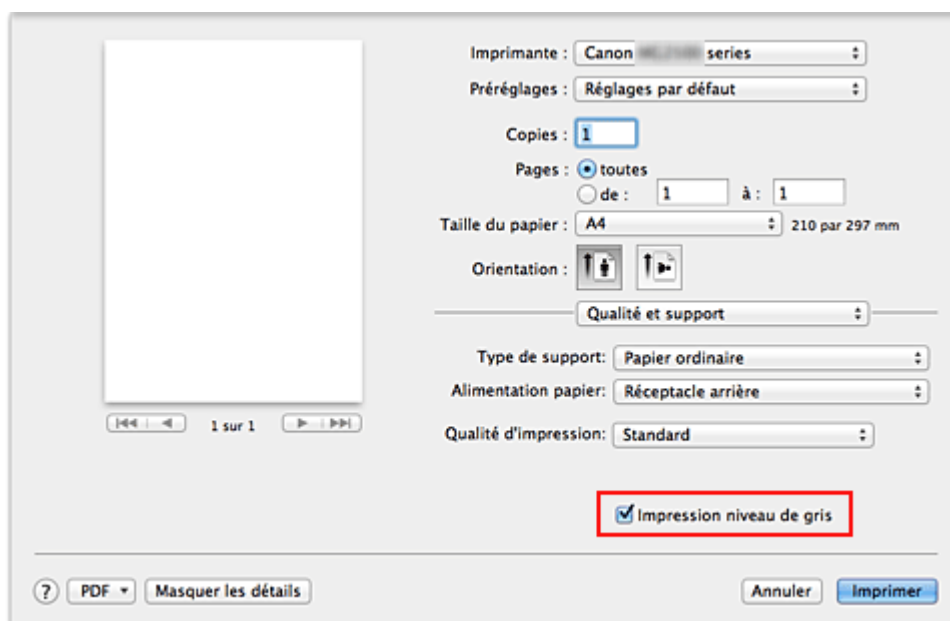 Imprimante : Canon series
Préréglages : Réglages par défaut
Copies : 1
Pages : toutes
de : 1 à : 1
Taille du papier : A4 210 par 297 mm
Orientation :
Qualité et support
Type de support: Papier ordinaire
Alimentation papier: Réceptacle arrière
1 sur 1
Qualité d'impression: Standard
Impression niveau de gris
? PDF Masquer les détails Annuler Imprimer